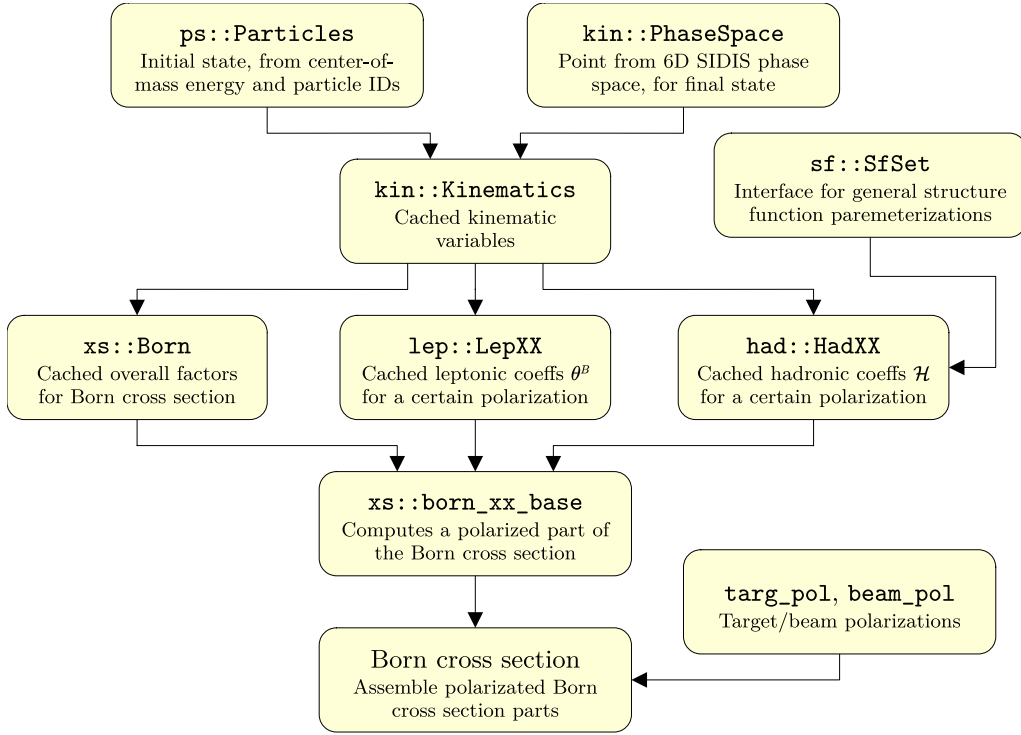 ps::Particles
Initial state, from center-of-
mass energy and particle IDs
kin::PhaseSpace
Point from 6D SIDIS phase
space, for final state
kin::Kinematics
Cached kinematic
variables
sf::SfSet
Interface for general structure
function paremeterizations
xs::Born
Cached overall factors
for Born cross section
lep::LepXX
Cached leptonic coeffs θᴮ
for a certain polarization
had::HadXX
Cached hadronic coeffs ℋ
for a certain polarization
xs::born_xx_base
Computes a polarized part of
the Born cross section
targ_pol, beam_pol
Target/beam polarizations
Born cross section
Assemble polarizated Born
cross section parts